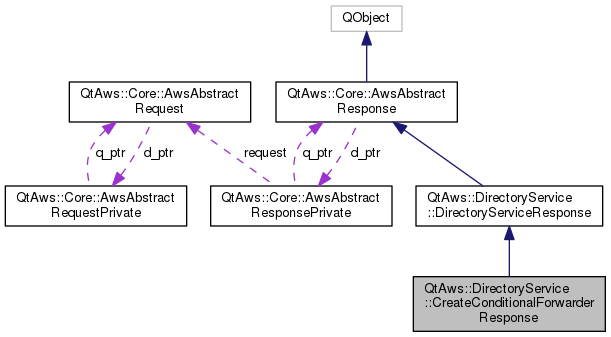 QObject
QtAws::Core::AwsAbstract
Request
QtAws::Core::AwsAbstract
Response
q_ptr
d_ptr
request
q_ptr
d_ptr
QtAws::Core::AwsAbstract
RequestPrivate
QtAws::Core::AwsAbstract
ResponsePrivate
QtAws::DirectoryService
::DirectoryServiceResponse
QtAws::DirectoryService
::CreateConditionalForwarder
Response